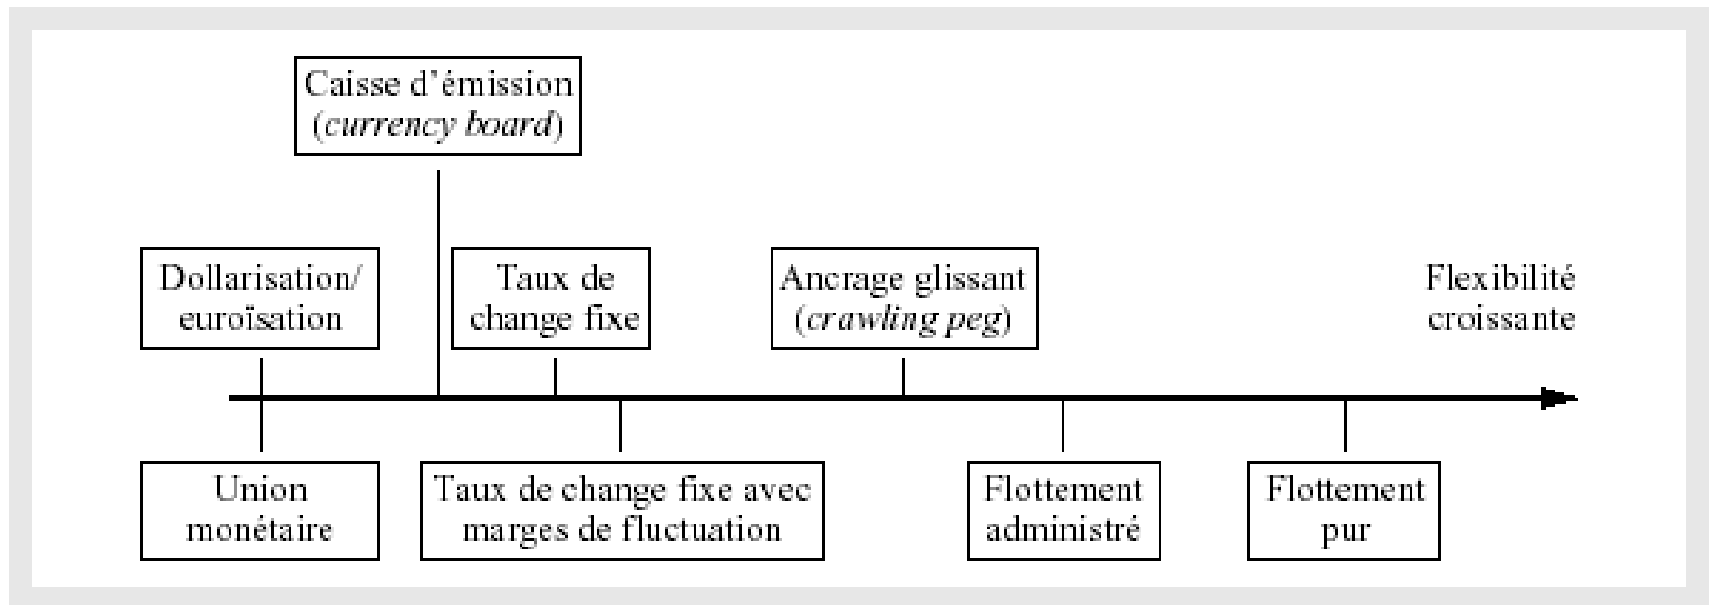 Caisse d'émission
(currency board)
Dollarisation/
euroïsation
Taux de
change fixe
Ancrage glissant
(crawling peg)
Flexibilité
croissante
Union
monétaire
Taux de change fixe avec
marges de fluctuation
Flottement
administré
Flottement
pur